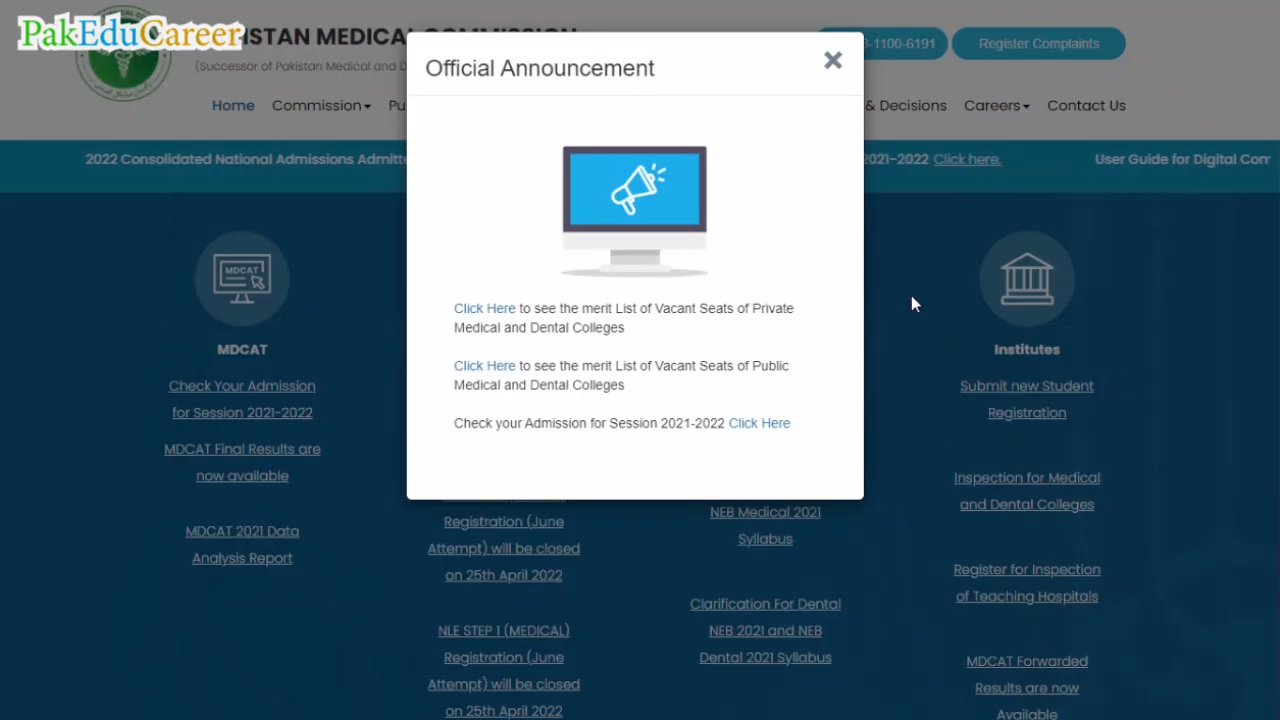 PakEduCareer
ISTAN MEDICAL COMMISSION
(Successor of Pakistan Medical and D
-1100-6191
Register Complaints
Home
Commission
Pu
& Decisions
Careers
Contact Us
2022 Consolidated National Admissions Admitte
2021-2022 Click here.
User Guide for Digital Com
Official Announcement
Click Here to see the merit List of Vacant Seats of Private
Medical and Dental Colleges
Click Here to see the merit List of Vacant Seats of Public
Medical and Dental Colleges
Check your Admission for Session 2021-2022 Click Here
MDCAT
MDCAT
Check Your Admission
for Session 2021-2022
MDCAT Final Results are
now available
MDCAT 2021 Data
Analysis Report
Registration (June
Attempt) will be closed
on 25th April 2022
NLE STEP 1 (MEDICAL)
Registration (June
Attempt) will be closed
on 25th April 2022
NEB Medical 2021
Syllabus
Clarification For Dental
NEB 2021 and NEB
Dental 2021 Syllabus
Institutes
Submit new Student
Registration
Inspection for Medical
and Dental Colleges
Register for Inspection
of Teaching Hospitals
MDCAT Forwarded
Results are now
Available